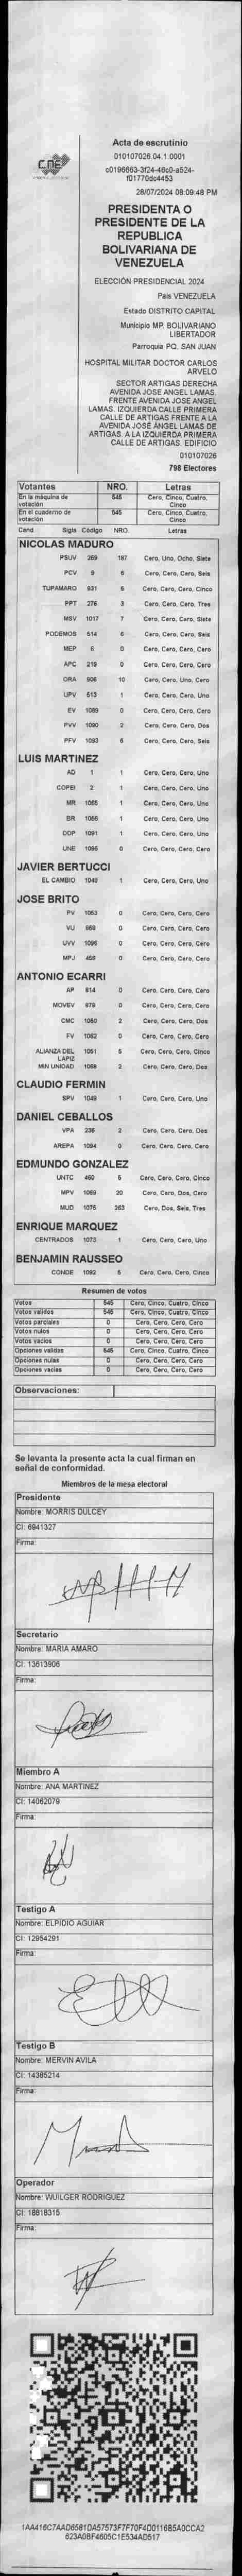 CNE
Acta de escrutinio
010107026.04.1.0001
28/07/2024 08:09:48 PM
PRESIDENTA O
PRESIDENTE DE LA
REPUBLICA
BOLIVARIANA DE
VENEZUELA
ELECCIÓN PRESIDENCIAL 2024
País VENEZUELA
Estado DISTRITO CAPITAL
Municipio MP. BOLIVARIANO
LIBERTADOR
Parroquia PQ. SAN JUAN
HOSPITAL MILITAR DOCTOR CARLOS
ARVELO
SECTOR ARTIGAS DERECHA
AVENIDA JOSE ANGEL LAMAS.
FRENTE AVENIDA JOSE ANGEL
LAMAS. IZQUIERDA CALLE PRIMERA
CALLE DE ARTIGAS FRENTE A LA
AVENIDA JOSÉ ÁNGEL LAMAS DE
ARTIGAS. A LA IZQUIERDA PRIMERA
CALLE DE ARTIGAS. EDIFICIO
010107026
798 Electores
Votantes NRO. Letras
En la máquina de votación 545 Cero, Cinco, Cuatro, Cinco
En el cuaderno de votación 545 Cero, Cinco, Cuatro, Cinco
Cand. Sigla Código NRO. Letras
NICOLAS MADURO
PSUV 269 187 Cero, Uno, Ocho, Siete
PCV 9 6 Cero, Cero, Cero, Seis
TUPAMARO 931 5 Cero, Cero, Cero, Cinco
PPT 276 3 Cero, Cero, Cero, Tres
MSV 1017 7 Cero, Cero, Cero, Siete
PODEMOS 514 6 Cero, Cero, Cero, Seis
MEP 6 0 Cero, Cero, Cero, Cero
APC 219 0 Cero, Cero, Cero, Cero
ORA 906 10 Cero, Cero, Uno, Cero
UPV 513 1 Cero, Cero, Cero, Uno
EV 1089 0 Cero, Cero, Cero, Cero
PVV 1090 2 Cero, Cero, Cero, Dos
PFV 1093 6 Cero, Cero, Cero, Seis
LUIS MARTINEZ
AD 1 1 Cero, Cero, Cero, Uno
COPEI 2 1 Cero, Cero, Cero, Uno
MR 1065 1 Cero, Cero, Cero, Uno
BR 1086 1 Cero, Cero, Cero, Uno
DDP 1091 1 Cero, Cero, Cero, Uno
UNE 1095 0 Cero, Cero, Cero, Cero
JAVIER BERTUCCI
EL CAMBIO 1048 1 Cero, Cero, Cero, Uno
JOSE BRITO
PV 1053 0 Cero, Cero, Cero, Cero
VU 0 Cero, Cero, Cero, Cero
UVV 1096 0 Cero, Cero, Cero, Cero
MPJ 0 Cero, Cero, Cero, Cero
ANTONIO ECARRI
AP 814 0 Cero, Cero, Cero, Cero
MOVEV 0 Cero, Cero, Cero, Cero
CMC 1050 2 Cero, Cero, Cero, Dos
FV 1062 0 Cero, Cero, Cero, Cero
ALIANZA DEL LAPIZ 1051 5 Cero, Cero, Cero, Cinco
MIN UNIDAD 1058 2 Cero, Cero, Cero, Dos
CLAUDIO FERMIN
SPV 1049 1 Cero, Cero, Cero, Uno
DANIEL CEBALLOS
VPA 236 2 Cero, Cero, Cero, Dos
AREPA 1094 0 Cero, Cero, Cero, Cero
EDMUNDO GONZALEZ
UNTC 460 5 Cero, Cero, Cero, Cinco
MPV 1069 20 Cero, Cero, Dos, Cero
MUD 1075 263 Cero, Dos, Seis, Tres
ENRIQUE MARQUEZ
CENTRADOS 1073 1 Cero, Cero, Cero, Uno
BENJAMIN RAUSSEO
CONDE 1092 5 Cero, Cero, Cero, Cinco
Resumen de votos
Votos 545 Cero, Cinco, Cuatro, Cinco
Votos validos 545 Cero, Cinco, Cuatro, Cinco
Votos parciales 0 Cero, Cero, Cero, Cero
Votos nulos 0 Cero, Cero, Cero, Cero
Votos vacios 0 Cero, Cero, Cero, Cero
Opciones validas 545 Cero, Cinco, Cuatro, Cinco
Opciones nulas 0 Cero, Cero, Cero, Cero
Opciones vacias 0 Cero, Cero, Cero, Cero
Observaciones:
Se levanta la presente acta la cual firman en
señal de conformidad.
Miembros de la mesa electoral
Presidente
Nombre: MORRIS DULCEY
CI: 6941327
Firma:
Secretario
Nombre: MARIA AMARO
CI: 13613906
Firma:
Miembro A
Nombre: ANA MARTINEZ
CI: 14062079
Firma:
Testigo A
Nombre: ELPIDIO AGUIAR
CI: 12954291
Firma:
Testigo B
Nombre: MERVIN AVILA
CI: 14385214
Firma:
Operador
Nombre: WUILGER RODRIGUEZ
CI: 18818315
Firma:
1AA416C7AAD6581DA57573F7F70F4D0116B5A0CCA2
623A0BF4605C1E534AD517